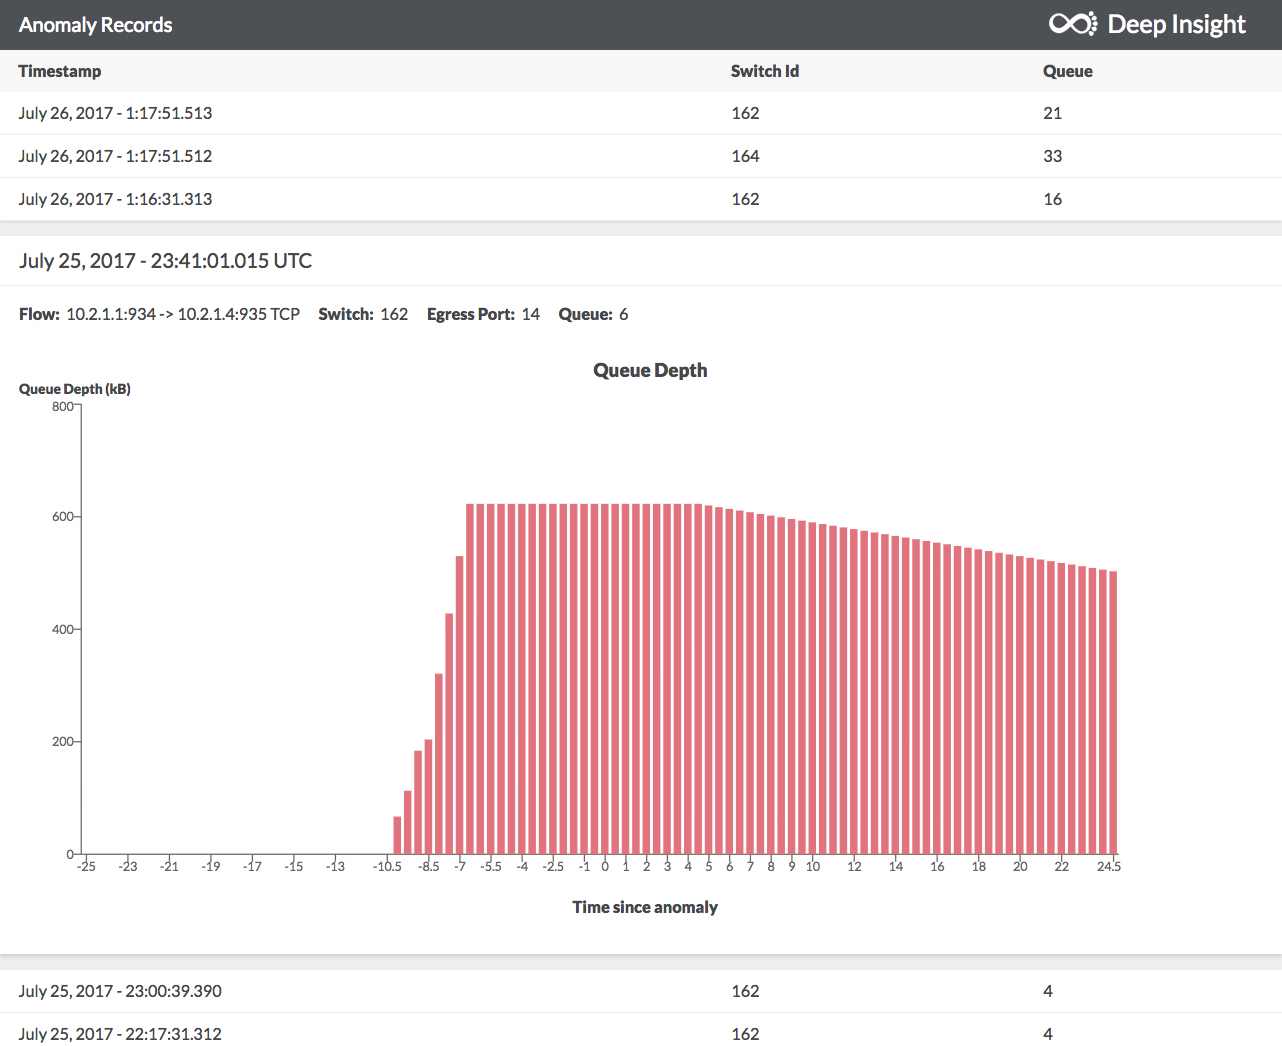 Anomaly Records Deep Insight
Timestamp Switch Id Queue
July 26, 2017 - 1:17:51.513 162 21
July 26, 2017 - 1:17:51.512 164 33
July 26, 2017 - 1:16:31.313 162 16
July 25, 2017 - 23:41:01.015 UTC
Flow: 10.2.1.1:934 -> 10.2.1.4:935 TCP Switch: 162 Egress Port: 14 Queue: 6
Queue Depth
Queue Depth (kB)
800
600
400
200
0
-25 -23 -21 -19 -17 -15 -13 -10.5 -8.5 -7 -5.5 -4 -2.5 -1 0 1 2 3 4 5 6 7 8 9 10 12 14 16 18 20 22 24.5
Time since anomaly
July 25, 2017 - 23:00:39.390 162 4
July 25, 2017 - 22:17:31.312 162 4